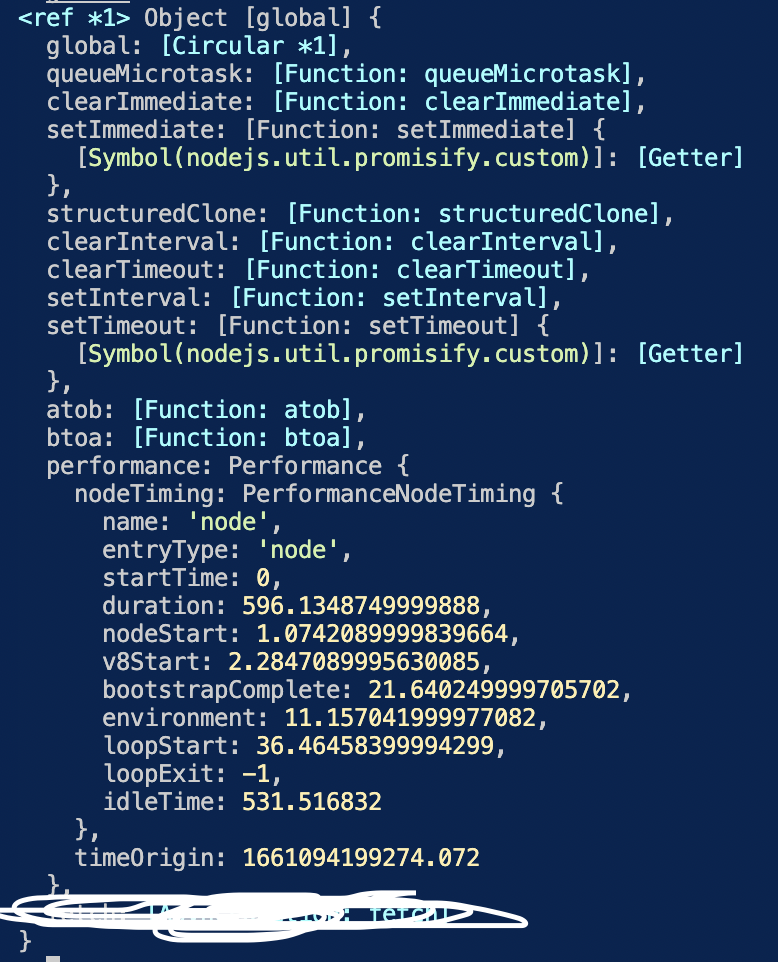 <ref *1> Object [global] {
global: [Circular *1],
queueMicrotask: [Function: queueMicrotask],
clearImmediate: [Function: clearImmediate],
setImmediate: [Function: setImmediate] {
[Symbol(nodejs.util.promisify.custom)]: [Getter]
},
structuredClone: [Function: structuredClone],
clearInterval: [Function: clearInterval],
clearTimeout: [Function: clearTimeout],
setInterval: [Function: setInterval],
setTimeout: [Function: setTimeout] {
[Symbol(nodejs.util.promisify.custom)]: [Getter]
},
atob: [Function: atob],
btoa: [Function: btoa],
performance: Performance {
nodeTiming: PerformanceNodeTiming {
name: 'node',
entryType: 'node',
startTime: 0,
duration: 596.1348749999888,
nodeStart: 1.0742089999839664,
v8Start: 2.2847089995630085,
bootstrapComplete: 21.640249999705702,
environment: 11.157041999977082,
loopStart: 36.46458399994299,
loopExit: -1,
idleTime: 531.516832
},
timeOrigin: 1661094199274.072
},
fetch]
}